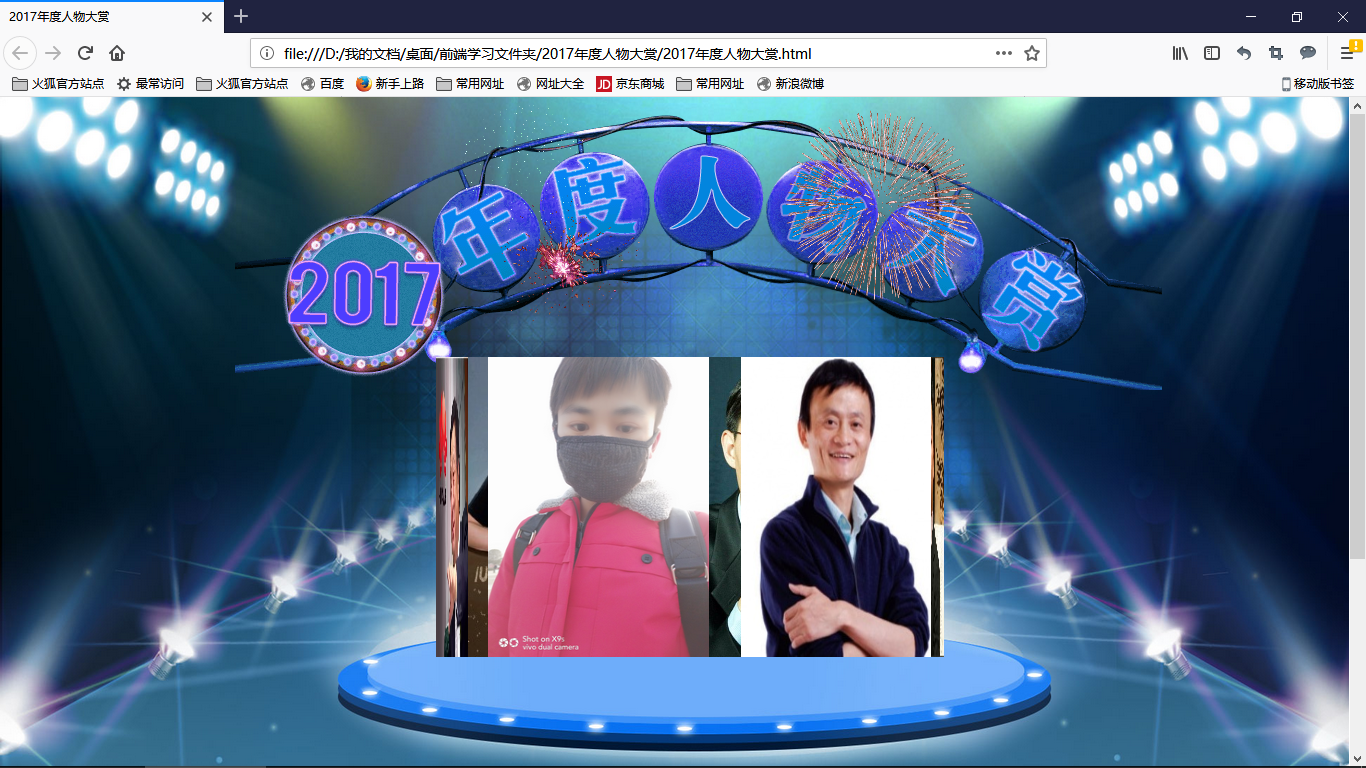 2017年度人物大赏
file:///D:/我的文档/桌面/前端学习文件夹/2017年度人物大赏/2017年度人物大赏.html
火狐官方站点 最常访问 火狐官方站点 百度 新手上路 常用网址 网址大全 JD 京东商城 常用网址 新浪微博 移动版书签
2017年度人物大赏
Shot on X9s
vivo dual camera